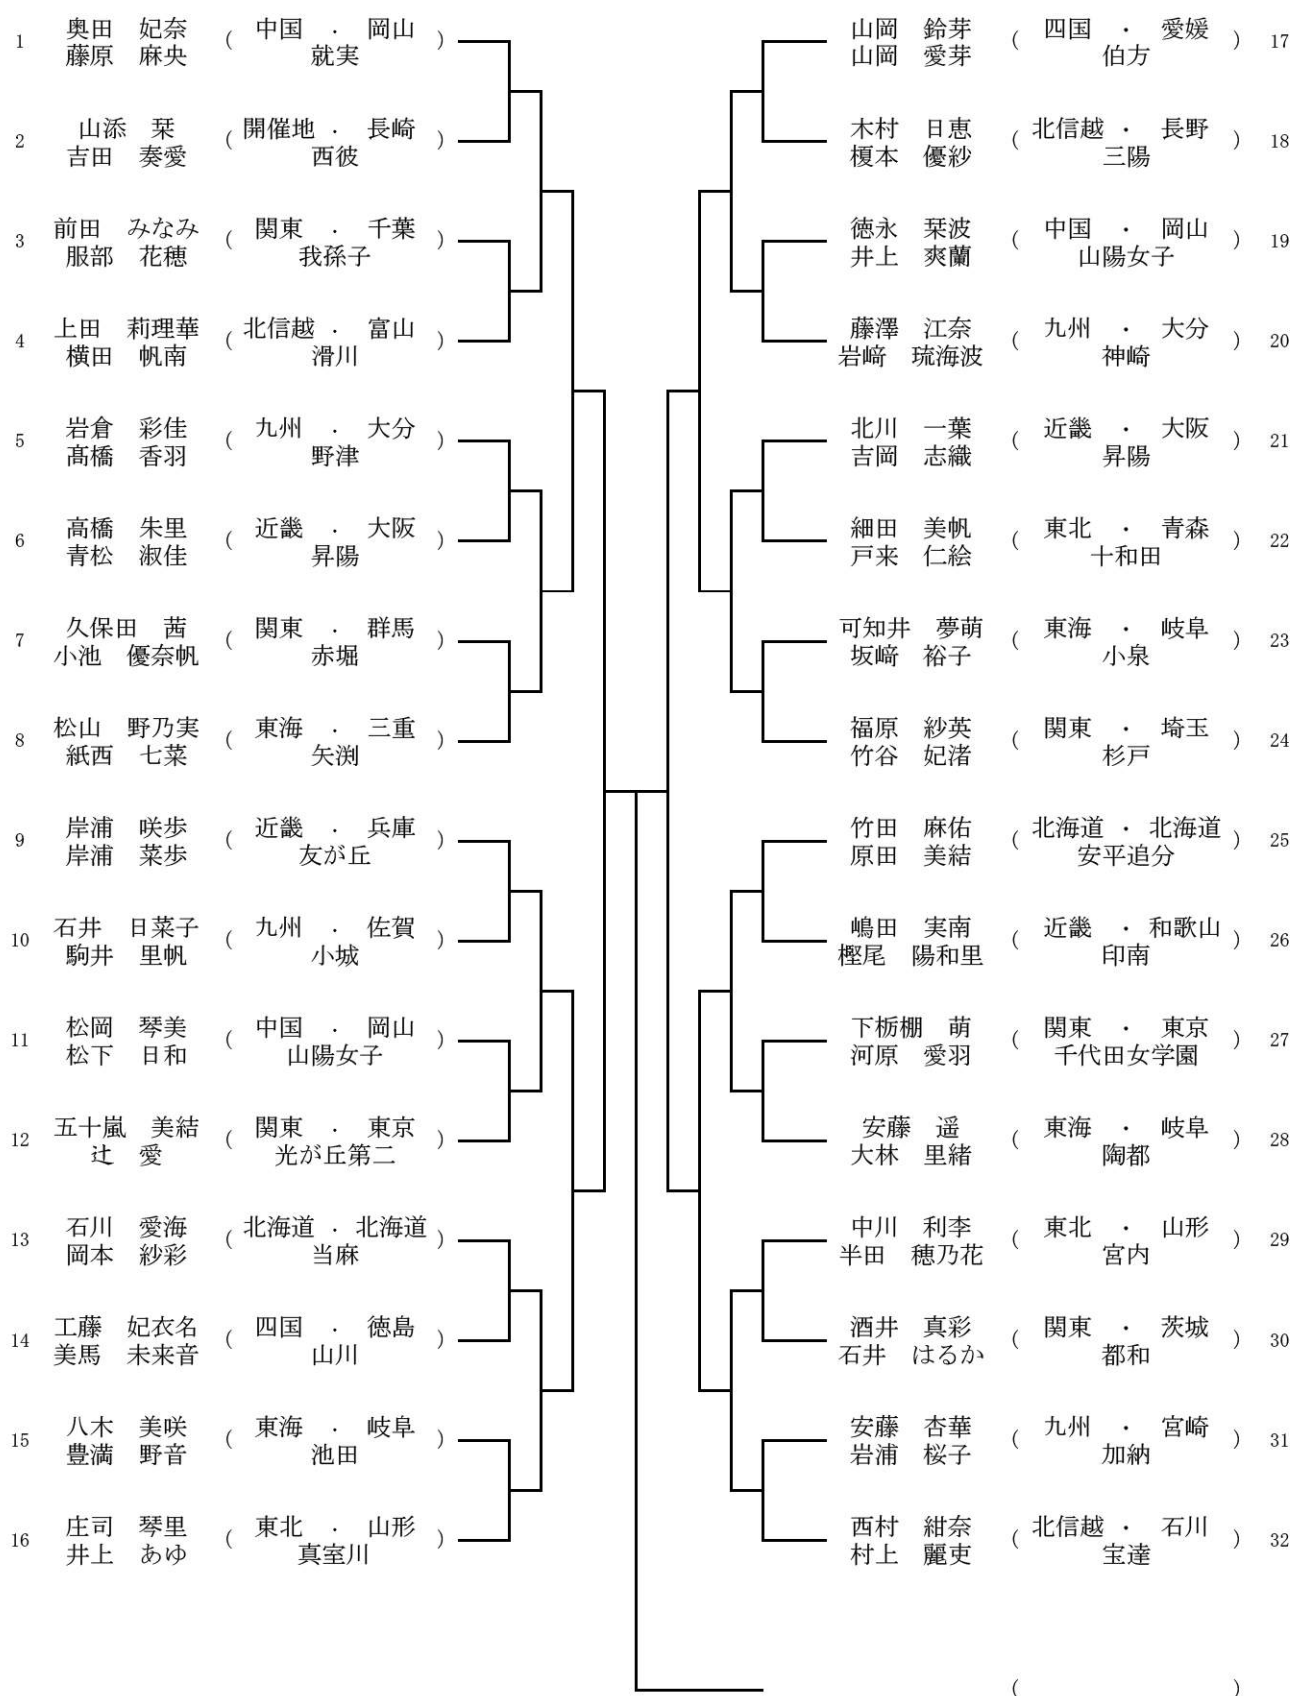 1 奥田 妃奈 ( 中国 ・ 岡山 )
藤原 麻央 就実
2 山添 栞 ( 開催地 ・ 長崎 )
吉田 奏愛 西彼
3 前田 みなみ ( 関東 ・ 千葉 )
服部 花穂 我孫子
4 上田 莉理華 ( 北信越 ・ 富山 )
横田 帆南 滑川
5 岩倉 彩佳 ( 九州 ・ 大分 )
髙橋 香羽 野津
6 高橋 朱里 ( 近畿 ・ 大阪 )
青松 淑佳 昇陽
7 久保田 茜 ( 関東 ・ 群馬 )
小池 優奈帆 赤堀
8 松山 野乃実 ( 東海 ・ 三重 )
紙西 七菜 矢渕
9 岸浦 咲歩 ( 近畿 ・ 兵庫 )
岸浦 菜歩 友が丘
10 石井 日菜子 ( 九州 ・ 佐賀 )
駒井 里帆 小城
11 松岡 琴美 ( 中国 ・ 岡山 )
松下 日和 山陽女子
12 五十嵐 美結 ( 関東 ・ 東京 )
辻 愛 光が丘第二
13 石川 愛海 ( 北海道 ・ 北海道 )
岡本 紗彩 当麻
14 工藤 妃衣名 ( 四国 ・ 徳島 )
美馬 未来音 山川
15 八木 美咲 ( 東海 ・ 岐阜 )
豊満 野音 池田
16 庄司 琴里 ( 東北 ・ 山形 )
井上 あゆ 真室川
山岡 鈴芽 ( 四国 ・ 愛媛 ) 17
山岡 愛芽 伯方
木村 日恵 ( 北信越 ・ 長野 ) 18
榎本 優紗 三陽
徳永 栞波 ( 中国 ・ 岡山 ) 19
井上 爽蘭 山陽女子
藤澤 江奈 ( 九州 ・ 大分 ) 20
岩﨑 琉海波 神崎
北川 一葉 ( 近畿 ・ 大阪 ) 21
吉岡 志織 昇陽
細田 美帆 ( 東北 ・ 青森 ) 22
戸来 仁絵 十和田
可知井 夢萌 ( 東海 ・ 岐阜 ) 23
坂﨑 裕子 小泉
福原 紗英 ( 関東 ・ 埼玉 ) 24
竹谷 妃渚 杉戸
竹田 麻佑 ( 北海道 ・ 北海道 ) 25
原田 美結 安平追分
嶋田 実南 ( 近畿 ・ 和歌山 ) 26
樫尾 陽和里 印南
下栃棚 萌 ( 関東 ・ 東京 ) 27
河原 愛羽 千代田女学園
安藤 遥 ( 東海 ・ 岐阜 ) 28
大林 里緒 陶都
中川 利李 ( 東北 ・ 山形 ) 29
半田 穂乃花 宮内
酒井 真彩 ( 関東 ・ 茨城 ) 30
石井 はるか 都和
安藤 杏華 ( 九州 ・ 宮崎 ) 31
岩浦 桜子 加納
西村 紺奈 ( 北信越 ・ 石川 ) 32
村上 麗吏 宝達
( )